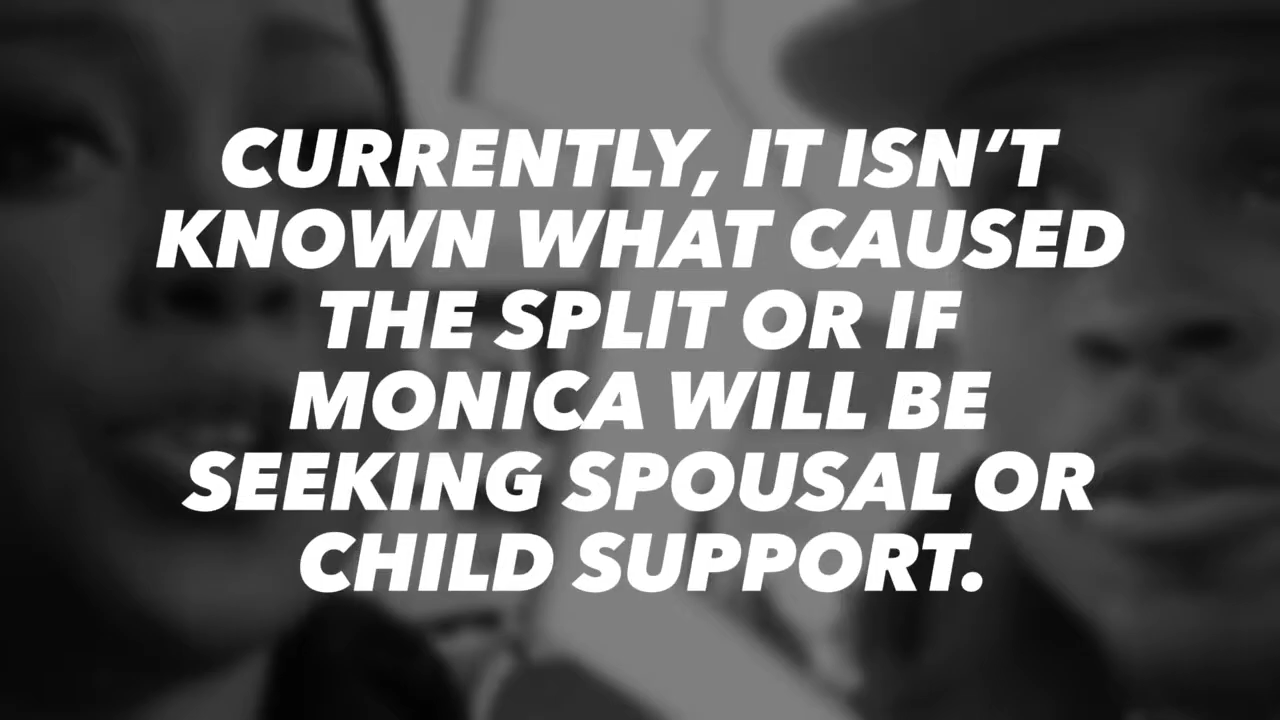 CURRENTLY, IT ISN’T
KNOWN WHAT CAUSED
THE SPLIT OR IF
MONICA WILL BE
SEEKING SPOUSAL OR
CHILD SUPPORT.